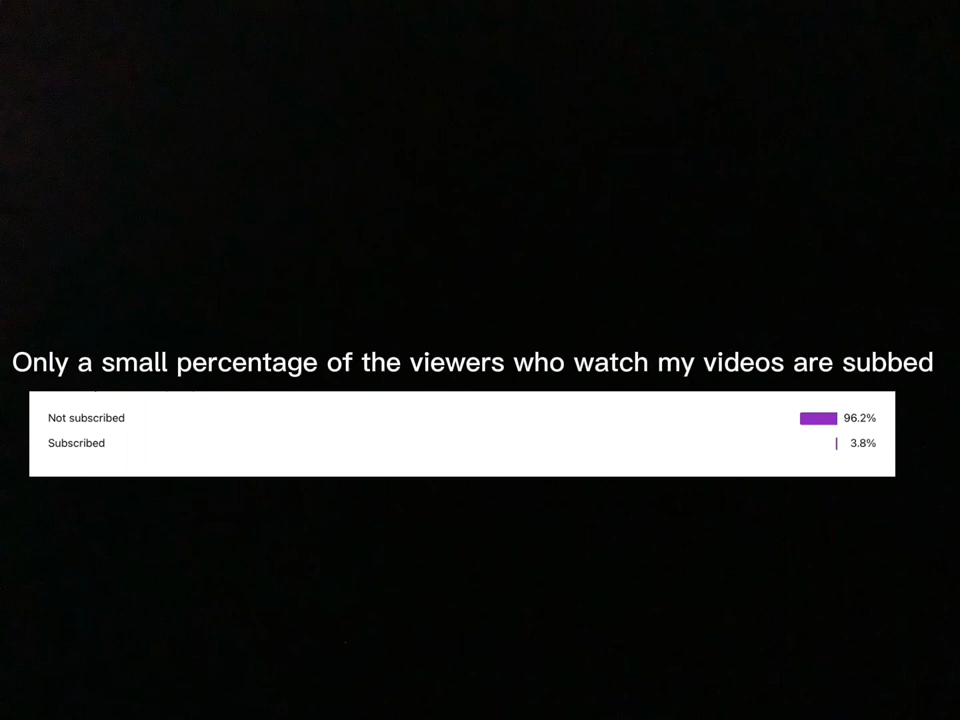 Only a small percentage of the viewers who watch my videos are subbed
Not subscribed 96.2%
Subscribed 3.8%